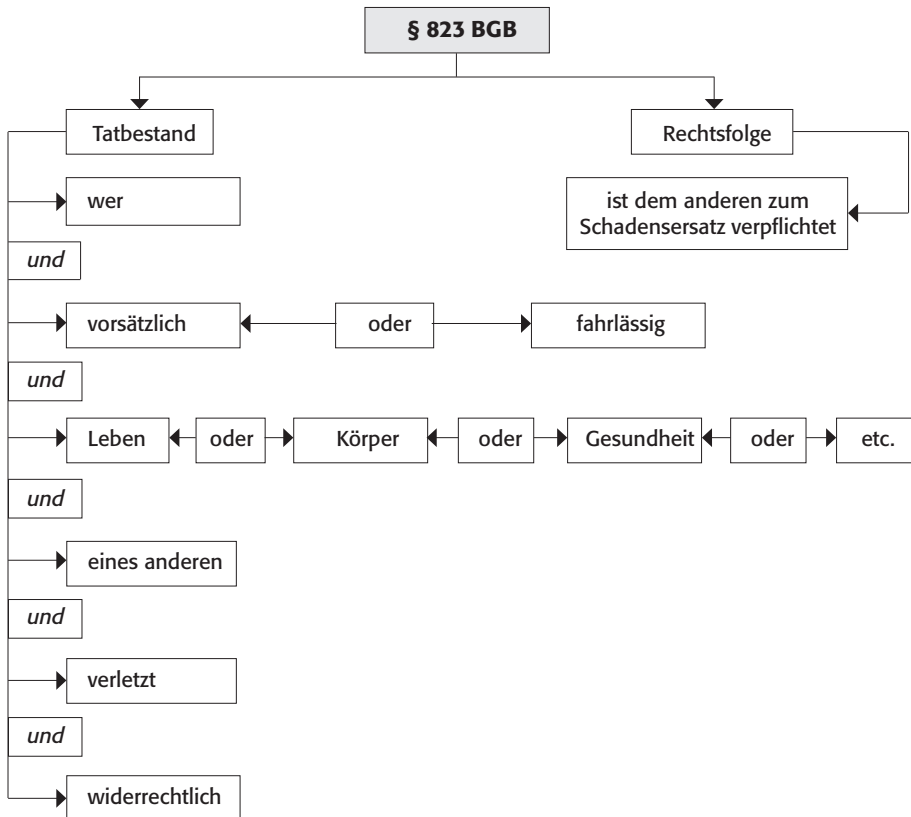 § 823 BGB
Tatbestand
Rechtsfolge
wer
ist dem anderen zum
Schadensersatz verpflichtet
und
vorsätzlich
oder
fahrlässig
und
Leben
oder
Körper
oder
Gesundheit
oder
etc.
und
eines anderen
und
verletzt
und
widerrechtlich